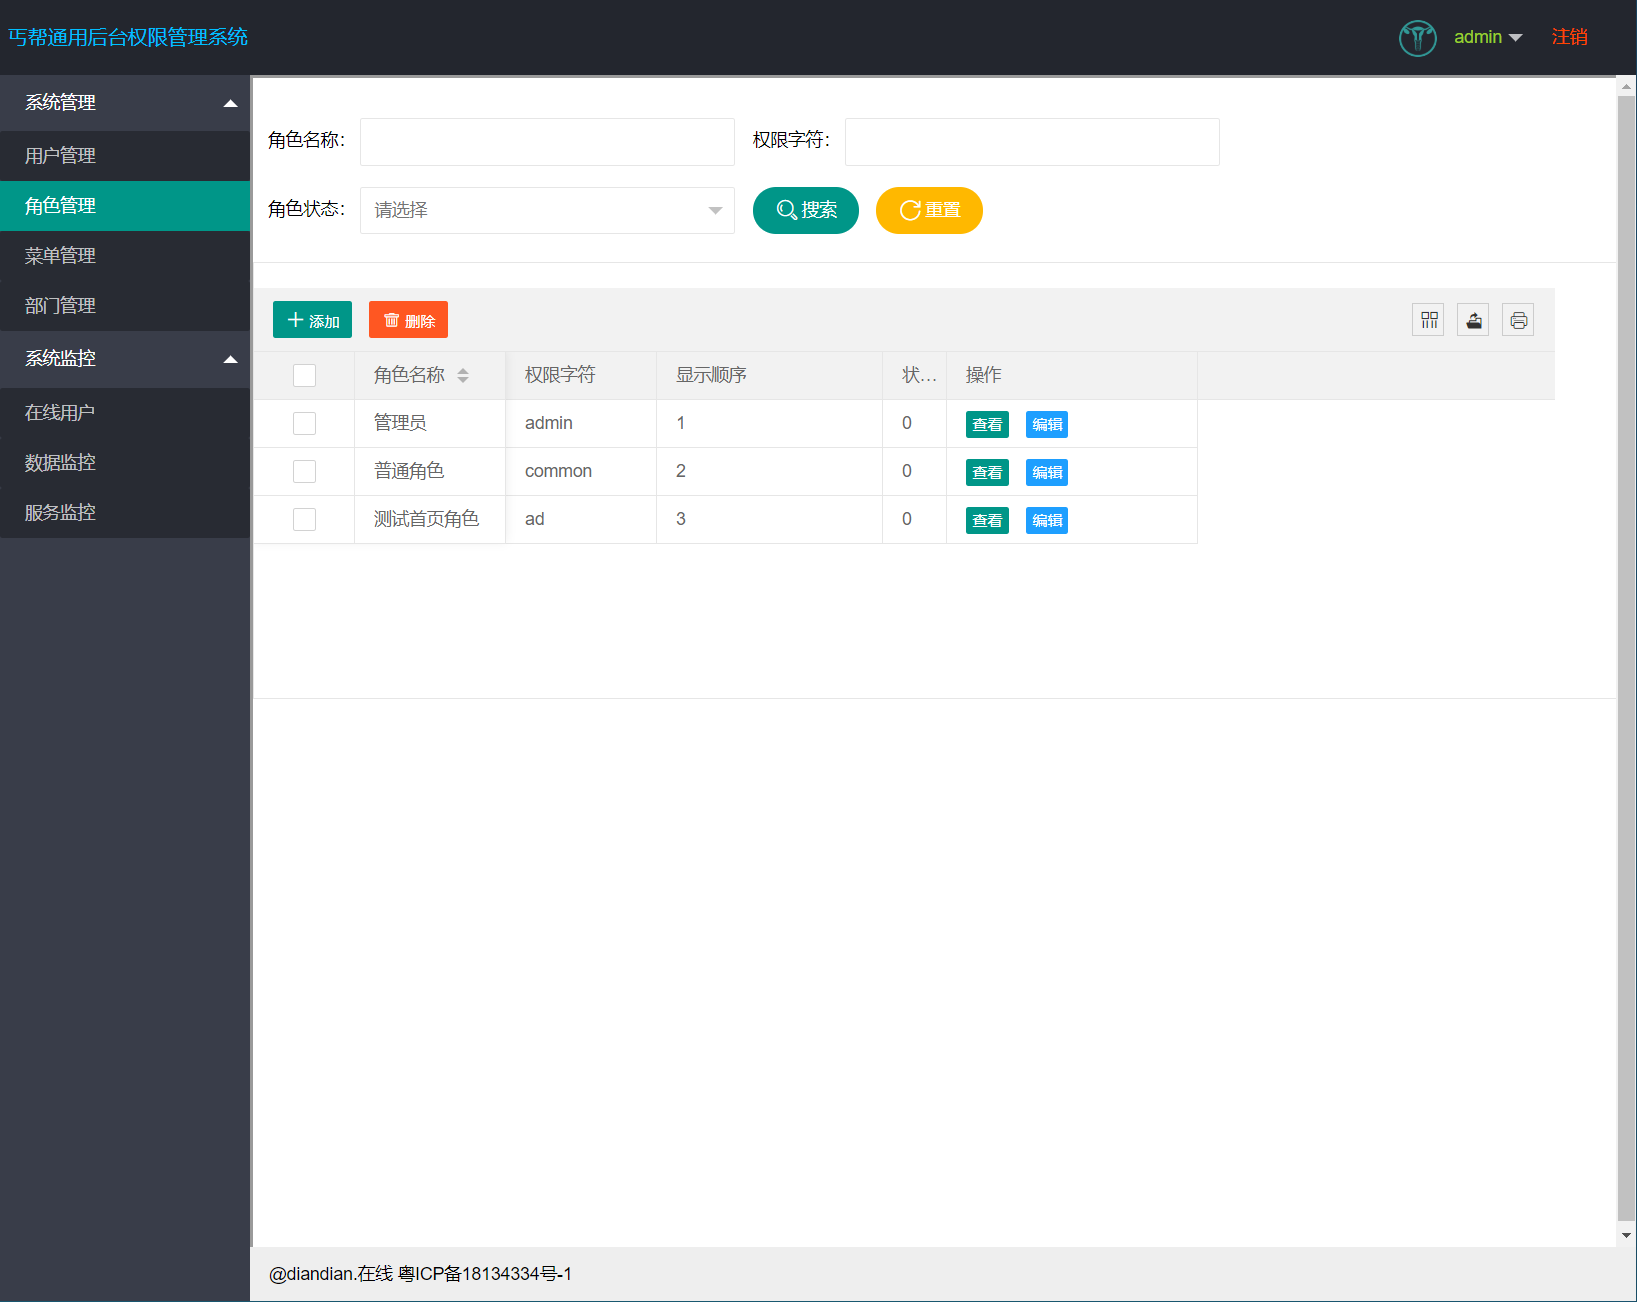 丐帮通用后台权限管理系统
admin
注销
系统管理
用户管理
角色管理
菜单管理
部门管理
系统监控
在线用户
数据监控
服务监控
角色名称：
权限字符：
角色状态：
请选择
搜索
重置
添加
删除
角色名称 权限字符 显示顺序 状... 操作
管理员 admin 1 0 查看 编辑
普通角色 common 2 0 查看 编辑
测试首页角色 ad 3 0 查看 编辑
@diandian.在线 粤ICP备18134334号-1